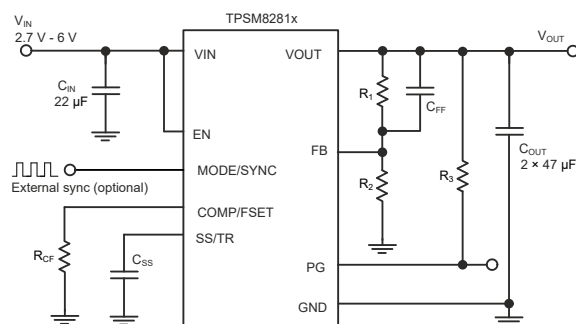 TPSM8281x
VIN
2.7 V - 6 V
CIN
22 µF
VIN
EN
MODE/SYNC
External sync (optional)
COMP/FSET
RCF
SS/TR
CSS
VOUT
FB
PG
GND
R1
CFF
R2
R3
VOUT
COUT
2 × 47 µF